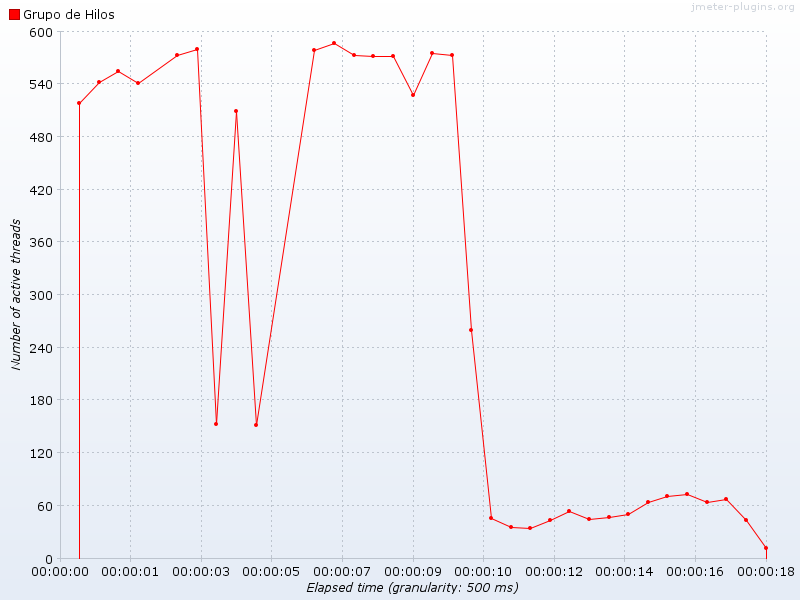 jmeter-plugins.org
Grupo de Hilos
600
540
480
420
360
300
240
180
120
60
0
Number of active threads
00:00:00 00:00:01 00:00:03 00:00:05 00:00:07 00:00:09 00:00:10 00:00:12 00:00:14 00:00:16 00:00:18
Elapsed time (granularity: 500 ms)